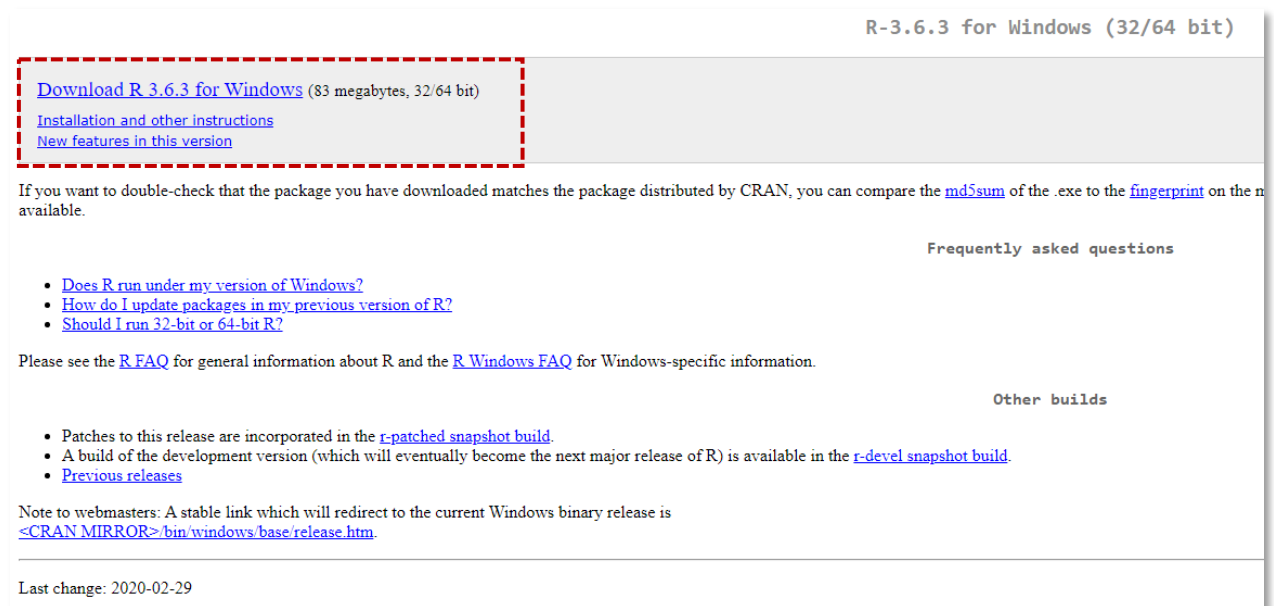 R-3.6.3 for Windows (32/64 bit)
Download R 3.6.3 for Windows (83 megabytes, 32/64 bit)
Installation and other instructions
New features in this version
If you want to double-check that the package you have downloaded matches the package distributed by CRAN, you can compare the md5sum of the .exe to the fingerprint on the
available.
Frequently asked questions
• Does R run under my version of Windows?
• How do I update packages in my previous version of R?
• Should I run 32-bit or 64-bit R?
Please see the R FAQ for general information about R and the R Windows FAQ for Windows-specific information.
Other builds
• Patches to this release are incorporated in the r-patched snapshot build.
• A build of the development version (which will eventually become the next major release of R) is available in the r-devel snapshot build.
• Previous releases
Note to webmasters: A stable link which will redirect to the current Windows binary release is
<CRAN MIRROR>/bin/windows/base/release.htm.
Last change: 2020-02-29